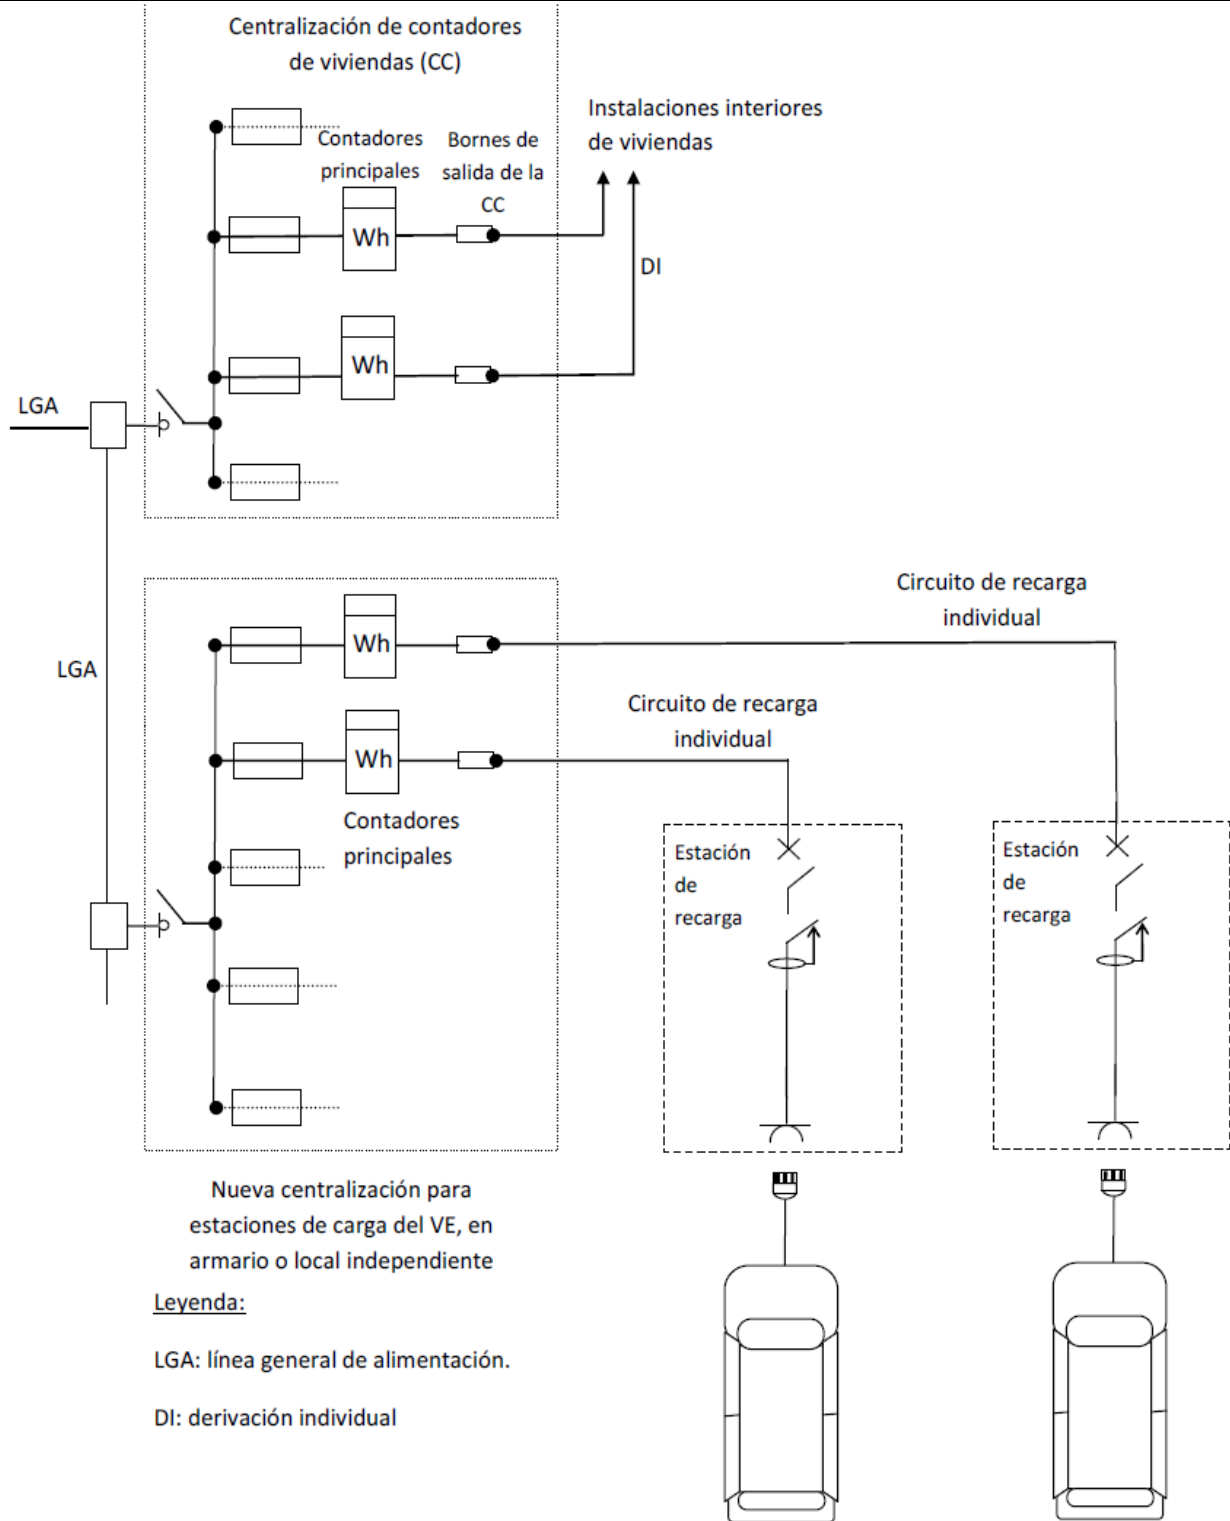 Centralización de contadores
de viviendas (CC)
Instalaciones interiores
de viviendas
Contadores
principales
Bornes de
salida de la
CC
Wh
DI
Wh
LGA
Circuito de recarga
individual
Wh
LGA
Circuito de recarga
individual
Wh
Contadores
principales
Estación
de
recarga
Estación
de
recarga
Nueva centralización para
estaciones de carga del VE, en
armario o local independiente
Leyenda:
LGA: línea general de alimentación.
DI: derivación individual